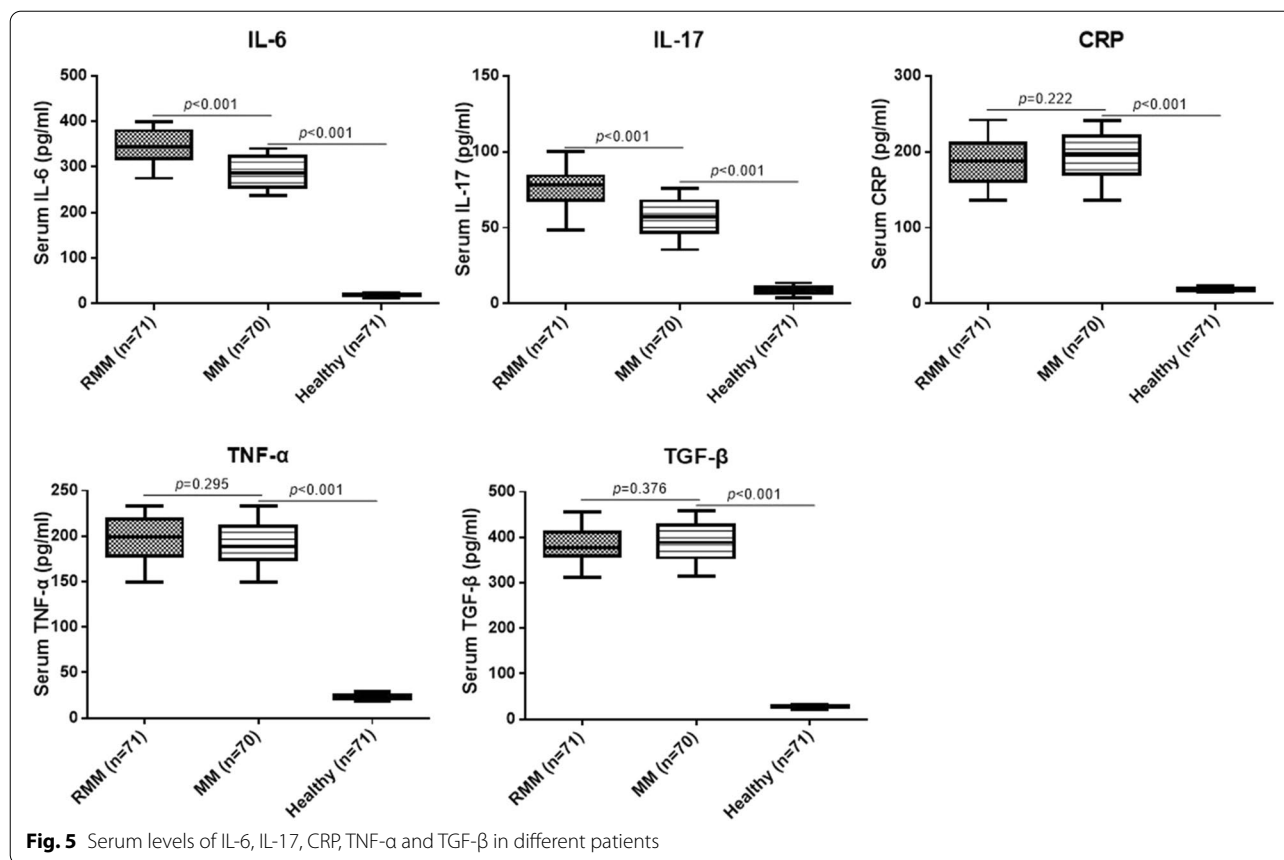 IL-6
500
400
300
200
100
0
Serum IL-6 (pg/ml)
p<0.001
p<0.001
RMM (n=71)
MM (n=70)
Healthy (n=71)
IL-17
150
100
50
0
Serum IL-17 (pg/ml)
p<0.001
p<0.001
RMM (n=71)
MM (n=70)
Healthy (n=71)
CRP
300
200
100
0
Serum CRP (pg/ml)
p=0.222
p<0.001
RMM (n=71)
MM (n=70)
Healthy (n=71)
TNF-α
250
200
150
100
50
0
Serum TNF-α (pg/ml)
p=0.295
p<0.001
RMM (n=71)
MM (n=70)
Healthy (n=71)
TGF-β
500
400
300
200
100
0
Serum TGF-β (pg/ml)
p=0.376
p<0.001
RMM (n=71)
MM (n=70)
Healthy (n=71)
Fig. 5 Serum levels of IL-6, IL-17, CRP, TNF-α and TGF-β in different patients